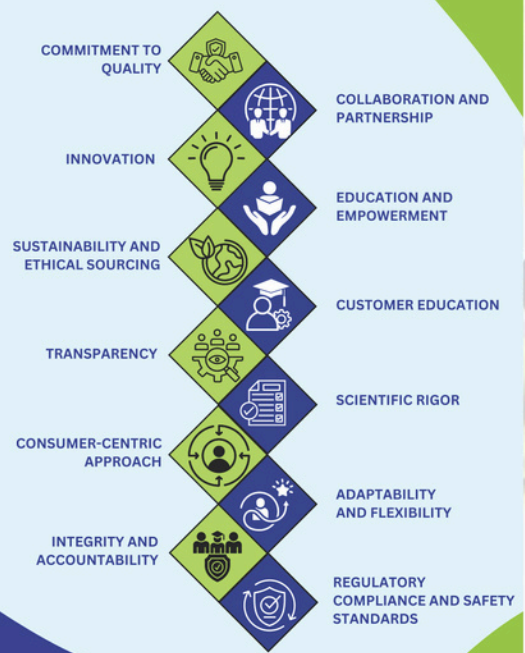 COMMITMENT TO
QUALITY
COLLABORATION AND
PARTNERSHIP
INNOVATION
EDUCATION AND
EMPOWERMENT
SUSTAINABILITY AND
ETHICAL SOURCING
CUSTOMER EDUCATION
TRANSPARENCY
SCIENTIFIC RIGOR
CONSUMER-CENTRIC
APPROACH
ADAPTABILITY
AND FLEXIBILITY
INTEGRITY AND
ACCOUNTABILITY
REGULATORY
COMPLIANCE AND SAFETY
STANDARDS